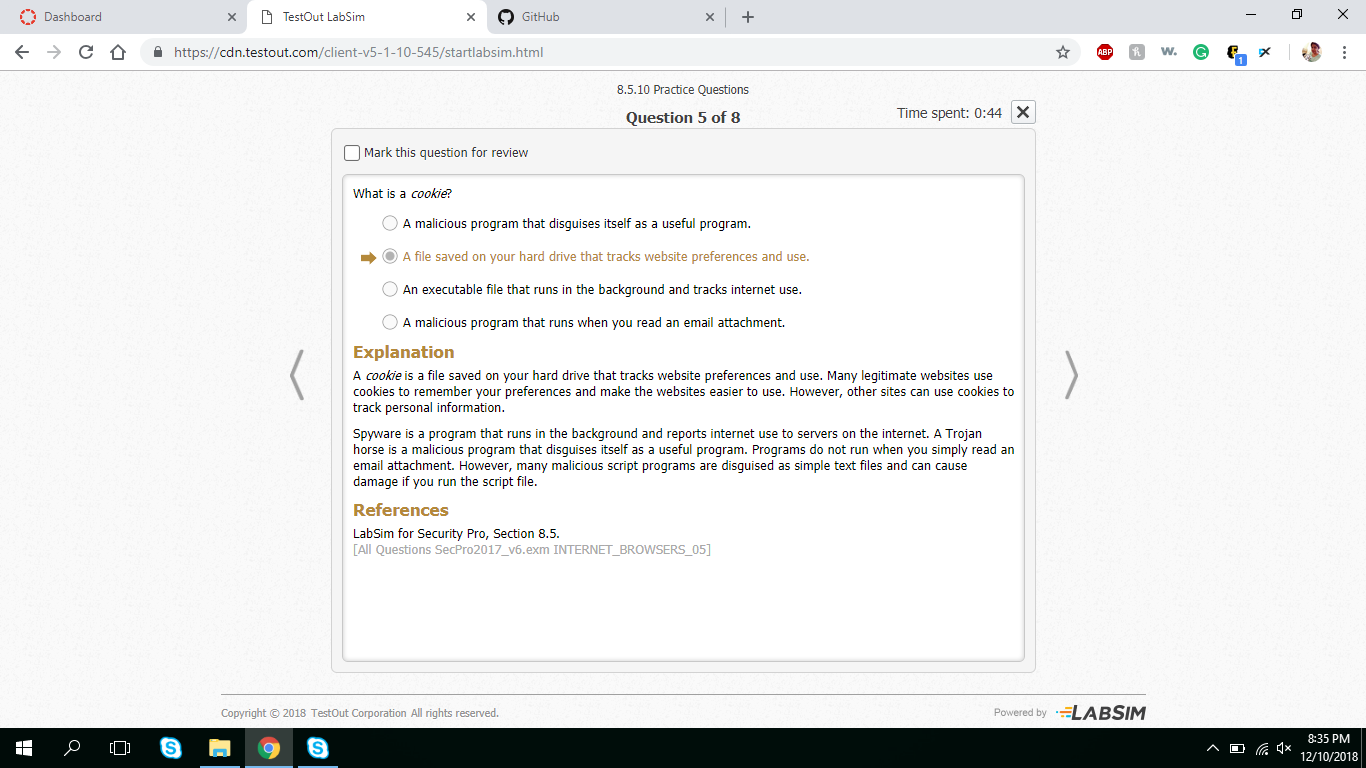 Dashboard
TestOut LabSim
GitHub
https://cdn.testout.com/client-v5-1-10-545/startlabsim.html
ABP
w.
1
8.5.10 Practice Questions
Question 5 of 8
Time spent: 0:44
Mark this question for review
What is a cookie?
A malicious program that disguises itself as a useful program.
A file saved on your hard drive that tracks website preferences and use.
An executable file that runs in the background and tracks internet use.
A malicious program that runs when you read an email attachment.
Explanation
A cookie is a file saved on your hard drive that tracks website preferences and use. Many legitimate websites use
cookies to remember your preferences and make the websites easier to use. However, other sites can use cookies to
track personal information.
Spyware is a program that runs in the background and reports internet use to servers on the internet. A Trojan
horse is a malicious program that disguises itself as a useful program. Programs do not run when you simply read an
email attachment. However, many malicious script programs are disguised as simple text files and can cause
damage if you run the script file.
References
LabSim for Security Pro, Section 8.5.
[All Questions SecPro2017_v6.exm INTERNET_BROWSERS_05]
Copyright © 2018 TestOut Corporation All rights reserved.
Powered by LABSIM
8:35 PM
12/10/2018